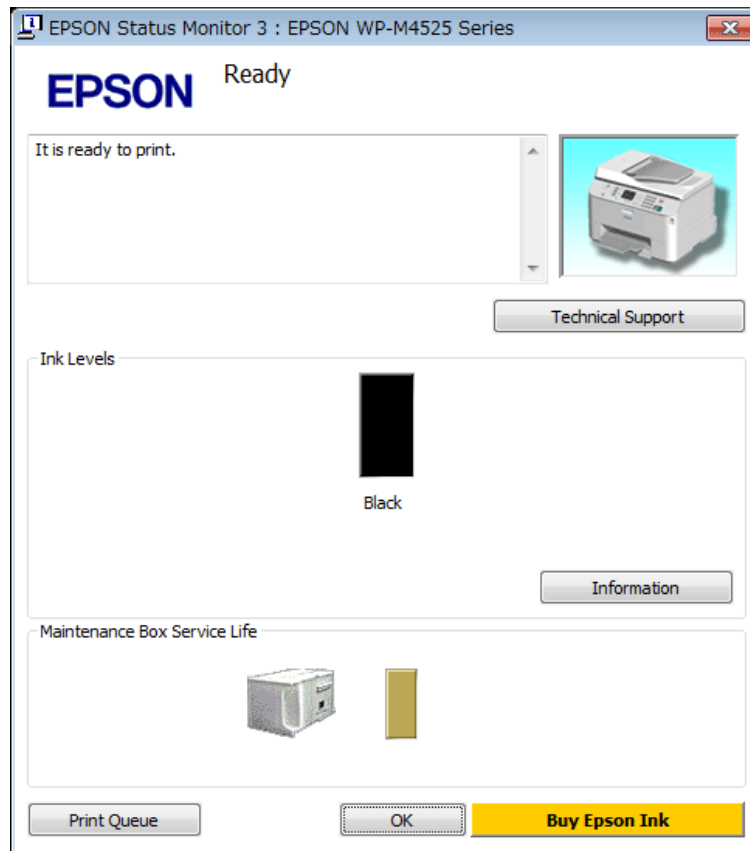 EPSON Status Monitor 3 : EPSON WP-M4525 Series
EPSON
Ready
It is ready to print.
Technical Support
Ink Levels
Black
Information
Maintenance Box Service Life
Print Queue
OK
Buy Epson Ink